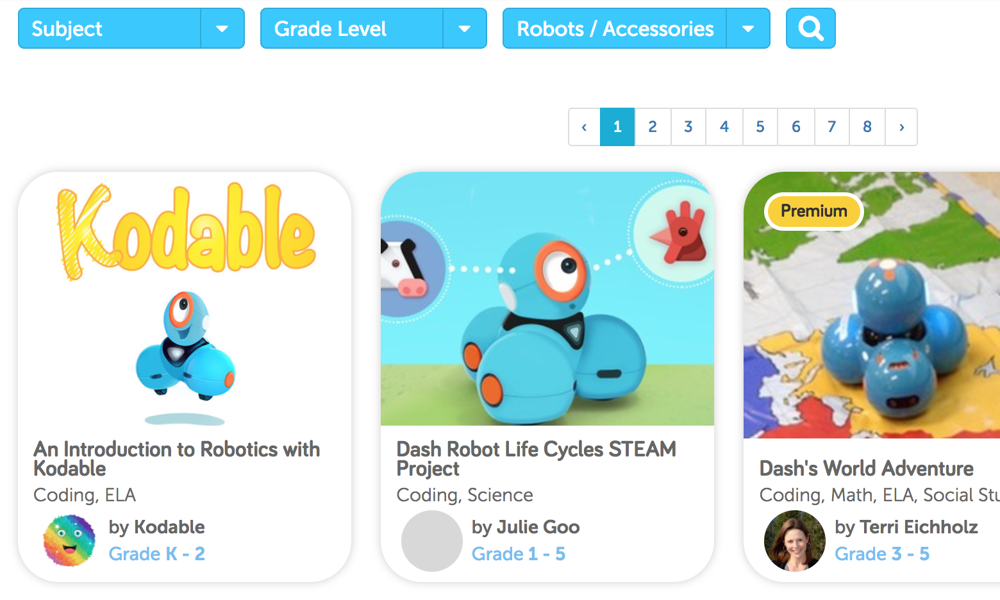 Subject
Grade Level
Robots / Accessories
‹ 1 2 3 4 5 6 7 8 ›
Kodable
An Introduction to Robotics with
Kodable
Coding, ELA
by Kodable
Grade K - 2
Dash Robot Life Cycles STEAM
Project
Coding, Science
by Julie Goo
Grade 1 - 5
Premium
Dash's World Adventure
Coding, Math, ELA, Social Stu
by Terri Eichholz
Grade 3 - 5